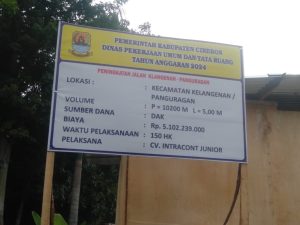 PEMERINTAH KABUPATEN CIREBON
DINAS PEKERJAAN UMUM DAN TATA RUANG
TAHUN ANGGARAN 2024
PENINGKATAN JALAN KLANGENAN - PANGURAGAN
LOKASI : KECAMATAN KELANGENAN /
PANGURAGAN
VOLUME : P = 10200 M L = 5,00 M
SUMBER DANA : DAK
BIAYA : Rp. 5.102.239.000
WAKTU PELAKSANAAN : 150 HK
PELAKSANA : CV. INTRACONT JUNIOR